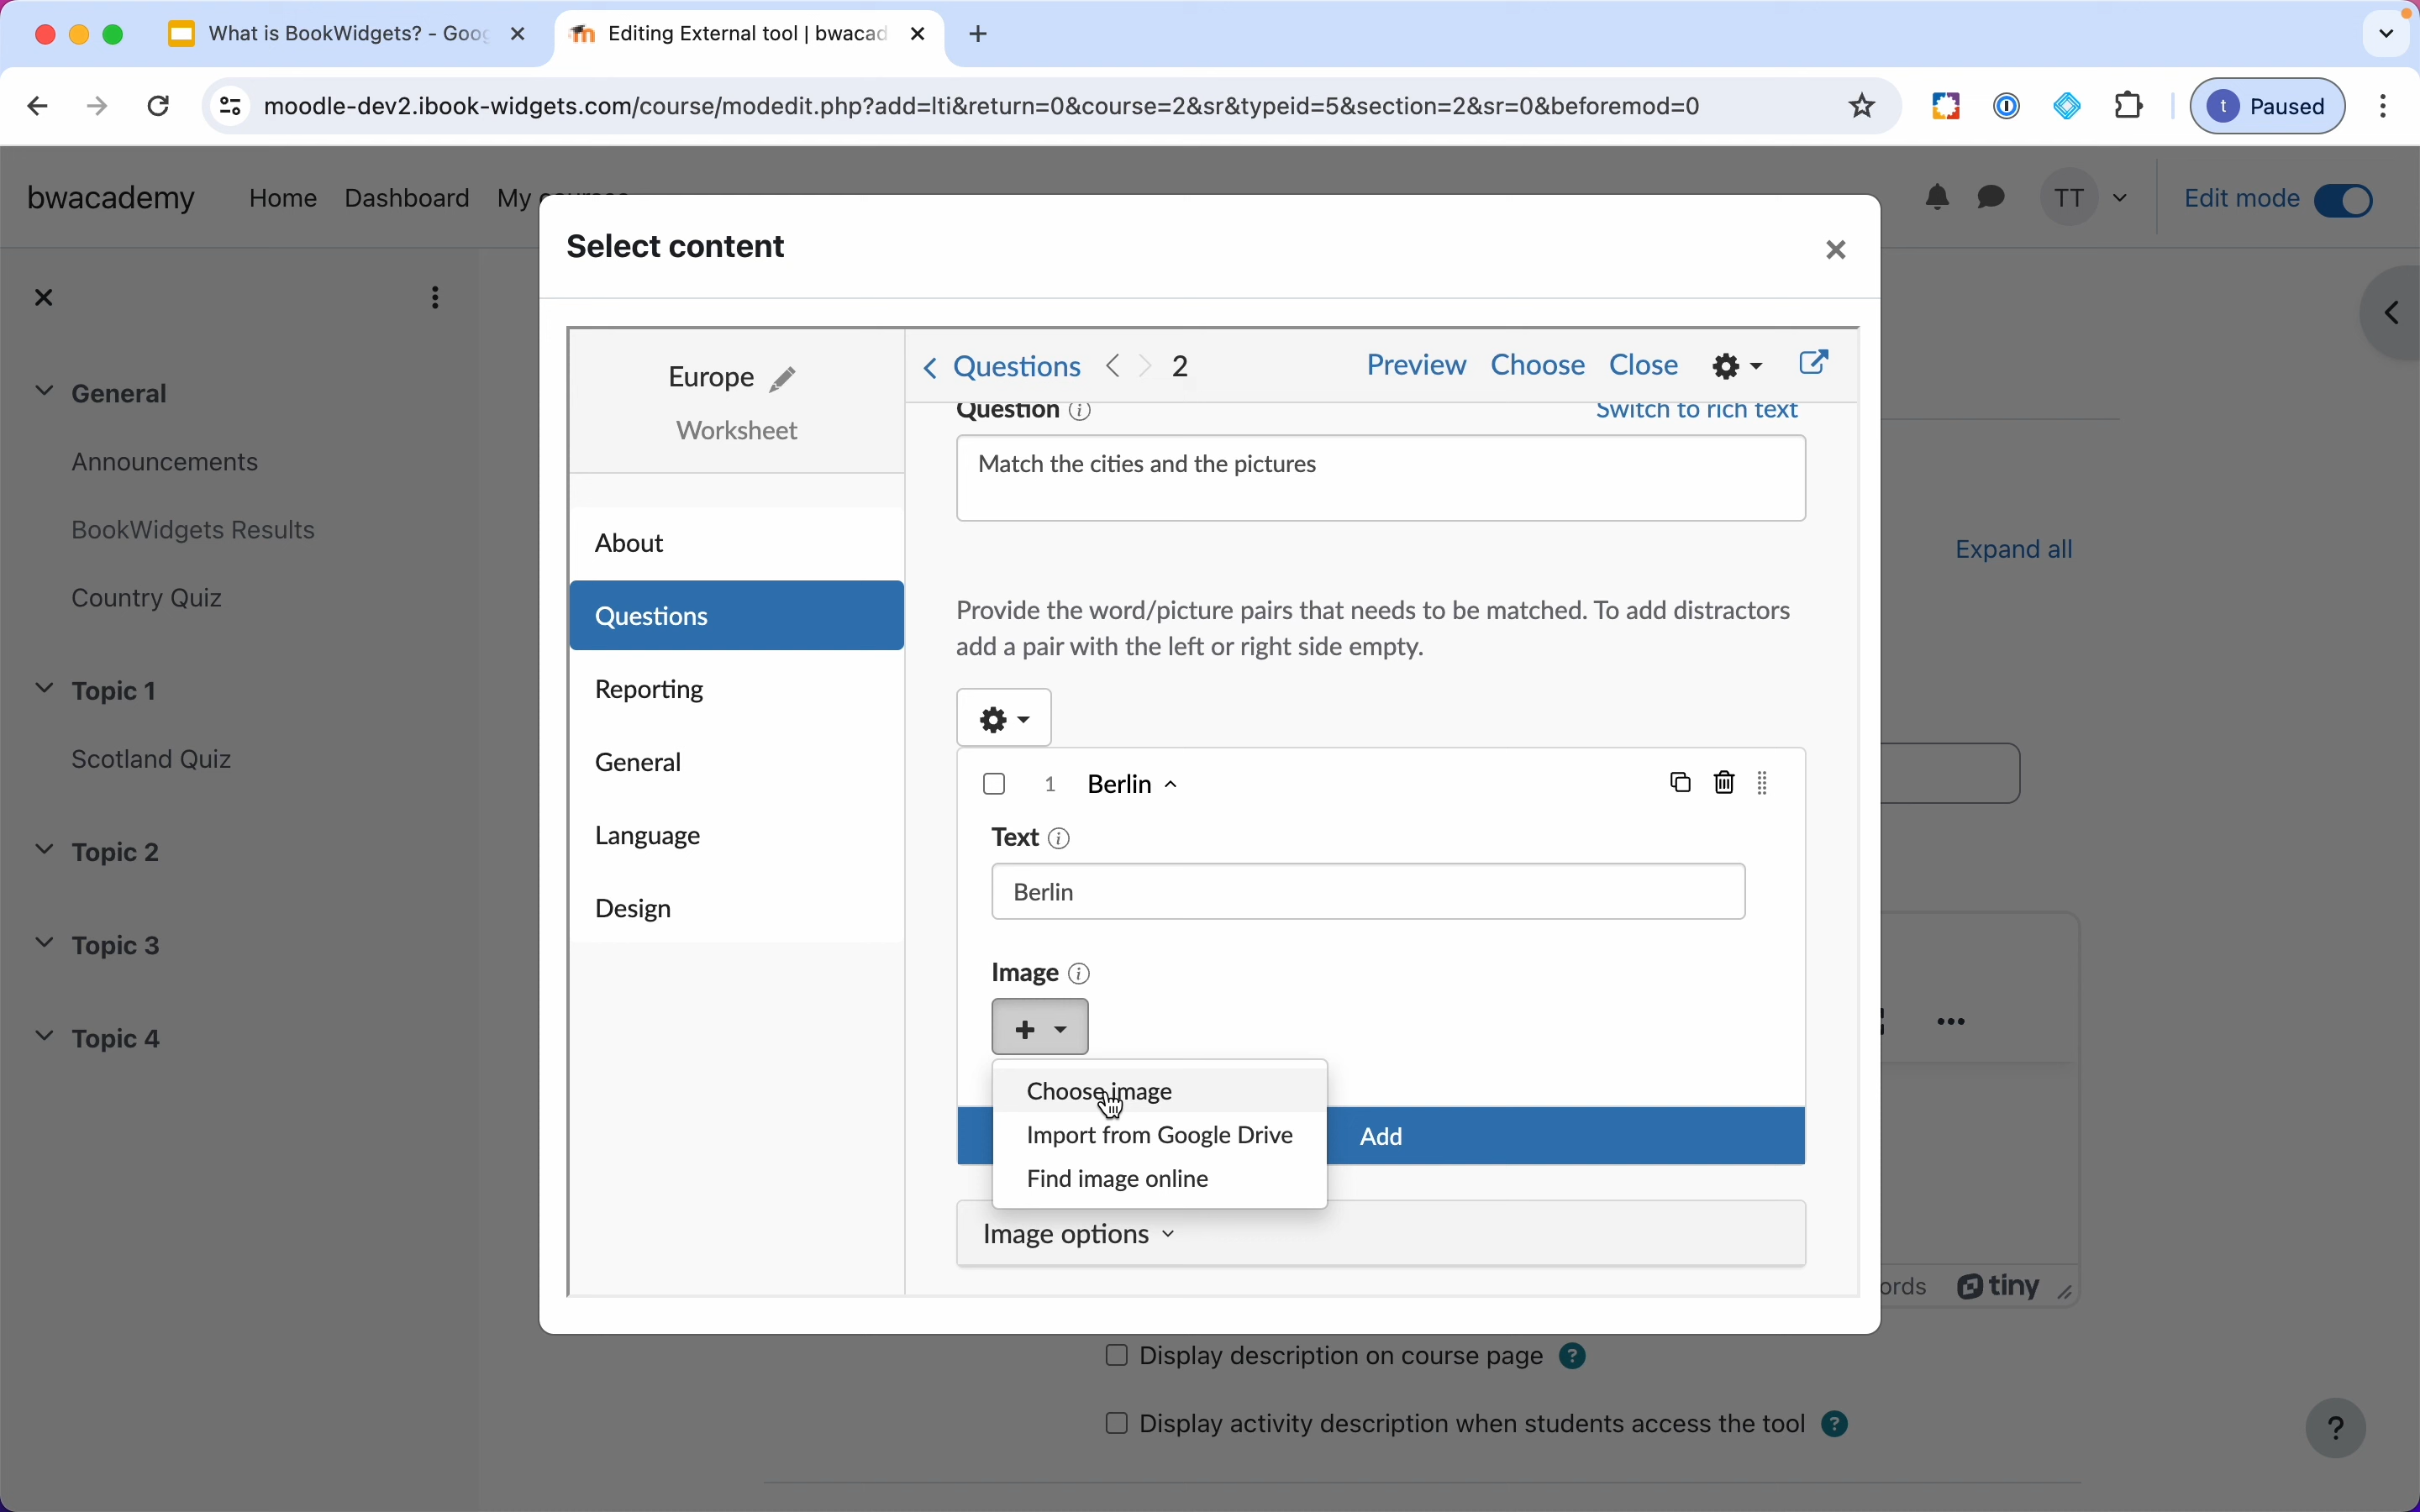 What is BookWidgets? - Goog
Editing External tool | bwacad
moodle-dev2.ibook-widgets.com/course/modedit.php?add=lti&return=0&course=2&sr&typeid=5&section=2&sr=0&beforemod=0
t Paused
bwacademy Home Dashboard My courses
TT
Edit mode
Select content
General
Announcements
BookWidgets Results
Country Quiz
Topic 1
Scotland Quiz
Topic 2
Topic 3
Topic 4
Europe
Worksheet
About
Questions
Reporting
General
Language
Design
Questions 2 Preview Choose Close
Question Switch to rich text
Match the cities and the pictures
Provide the word/picture pairs that needs to be matched. To add distractors
add a pair with the left or right side empty.
1 Berlin
Text
Berlin
Image
Choose image
Import from Google Drive
Find image online
Add
Image options
Expand all
ords tiny
Display description on course page ?
Display activity description when students access the tool ?
?